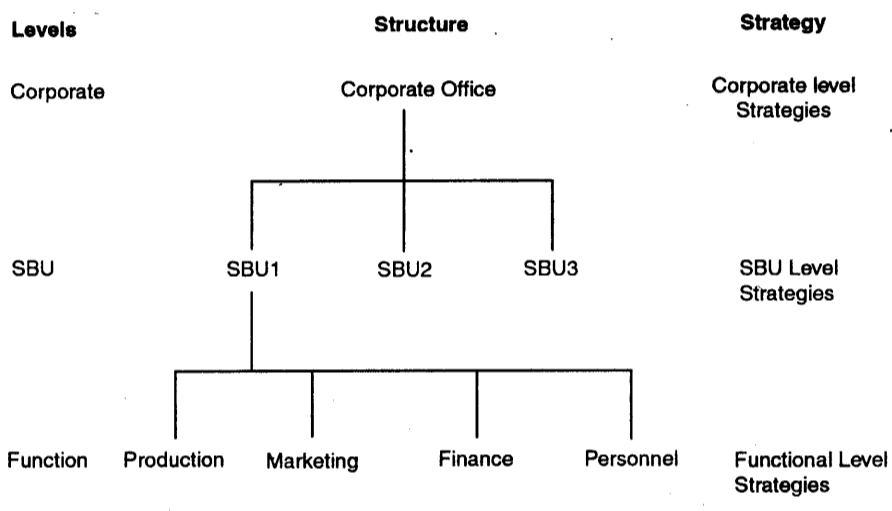 Levels Structure Strategy
Corporate Corporate Office Corporate level
Strategies
SBU SBU1 SBU2 SBU3 SBU Level
Strategies
Function Production Marketing Finance Personnel Functional Level
Strategies